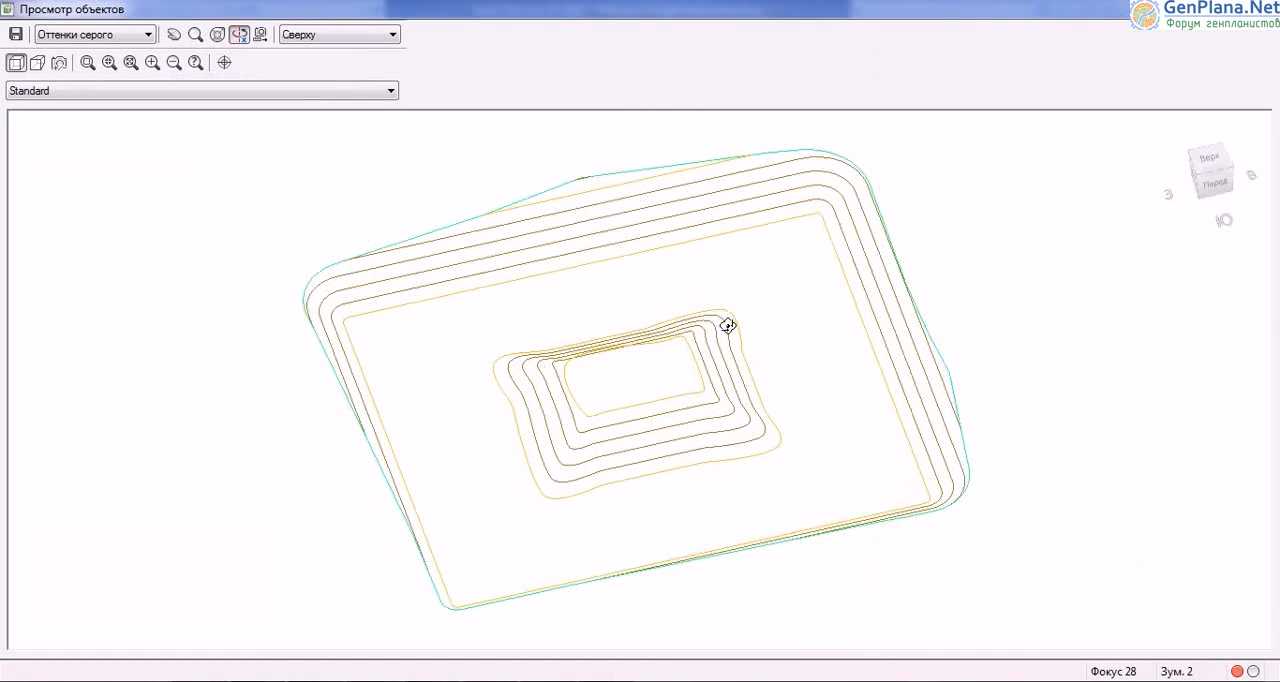 Просмотр объектов
GenPlana.Net
Форум генпланистов
Оттенки серого
Сверху
Standard
Верх
Перед
З
В
Ю
Фокус 28
Зум. 2